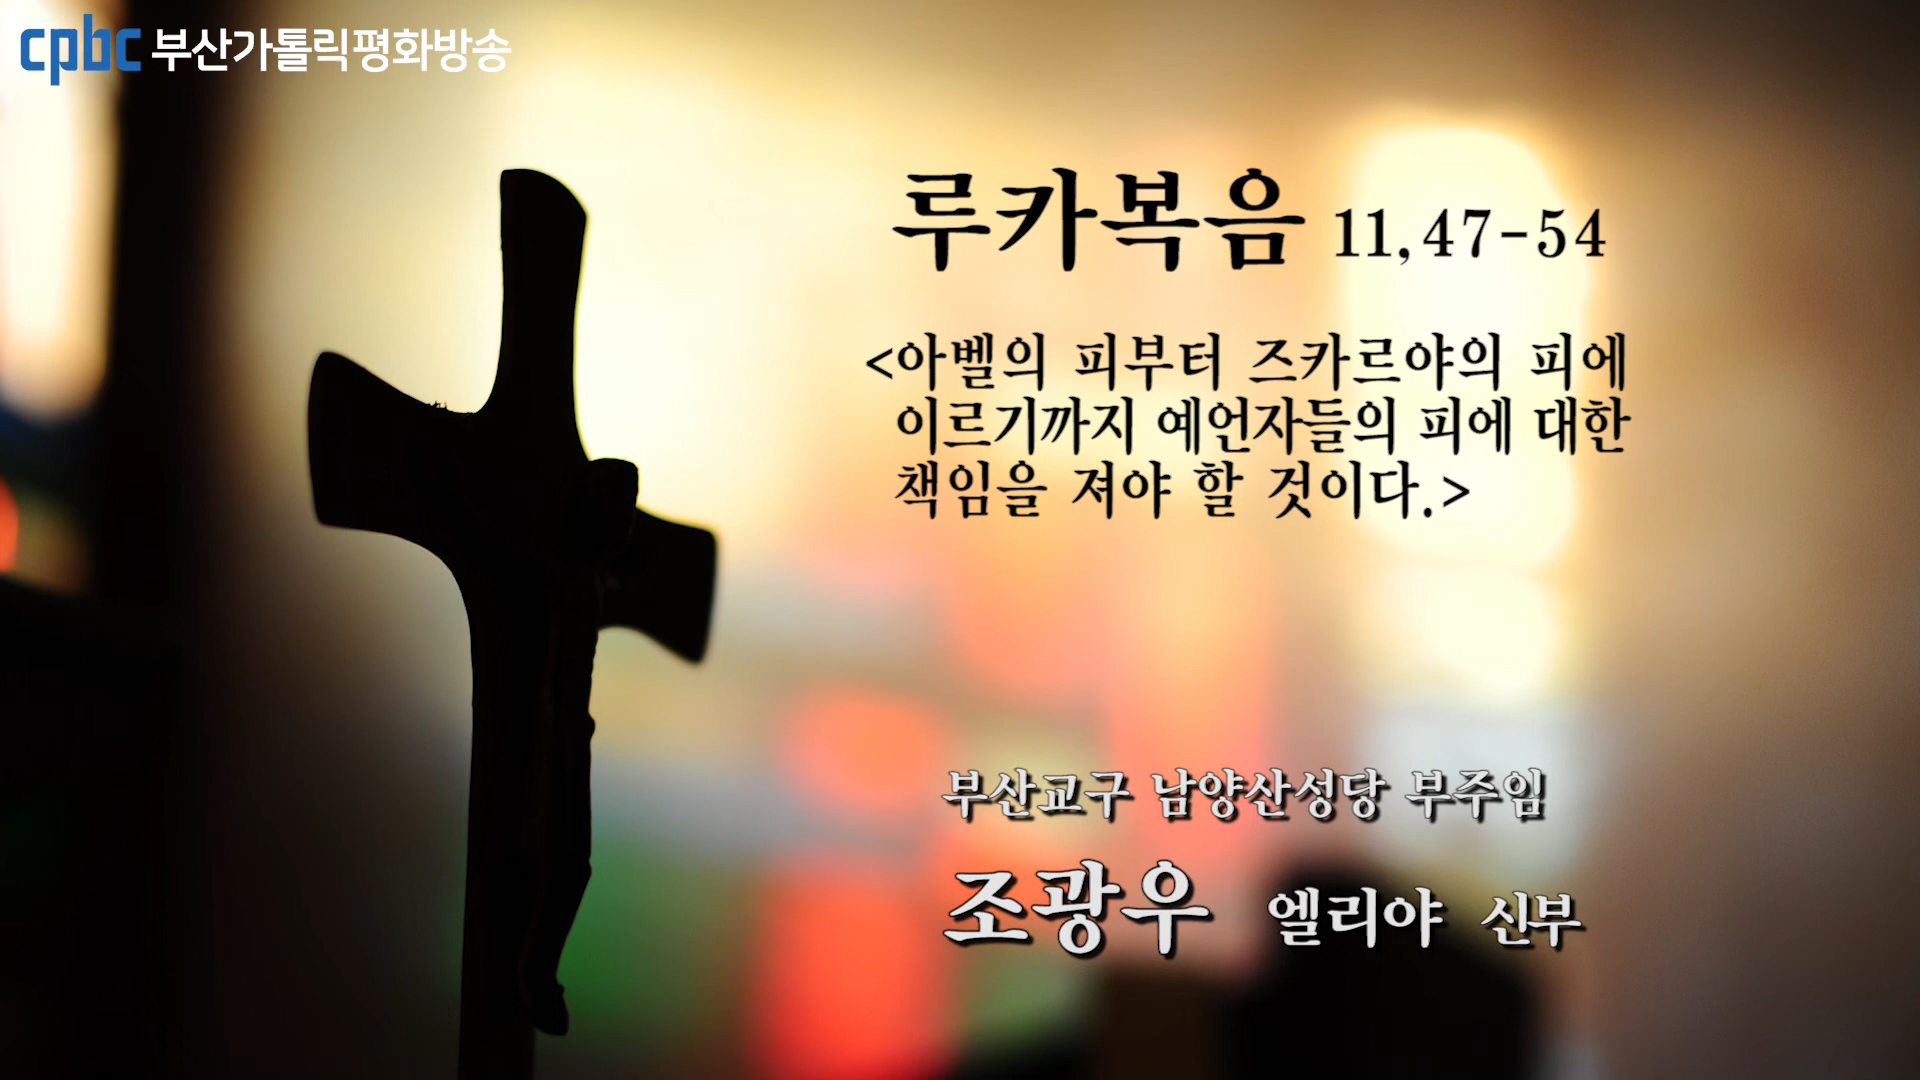 cpbc 부산가톨릭평화방송
루카복음 11,47-54
<아벨의 피부터 즈카르야의 피에
이르기까지 예언자들의 피에 대한
책임을 져야 할 것이다.>
부산교구 남양산성당 부주임
조광우 엘리야 신부